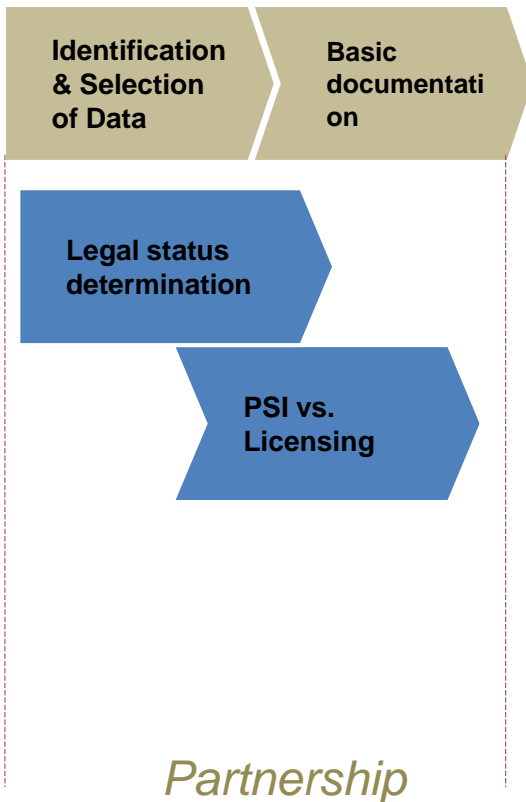 Identification
& Selection
of Data
Basic
documentati
on
Legal status
determination
PSI vs.
Licensing
Partnership